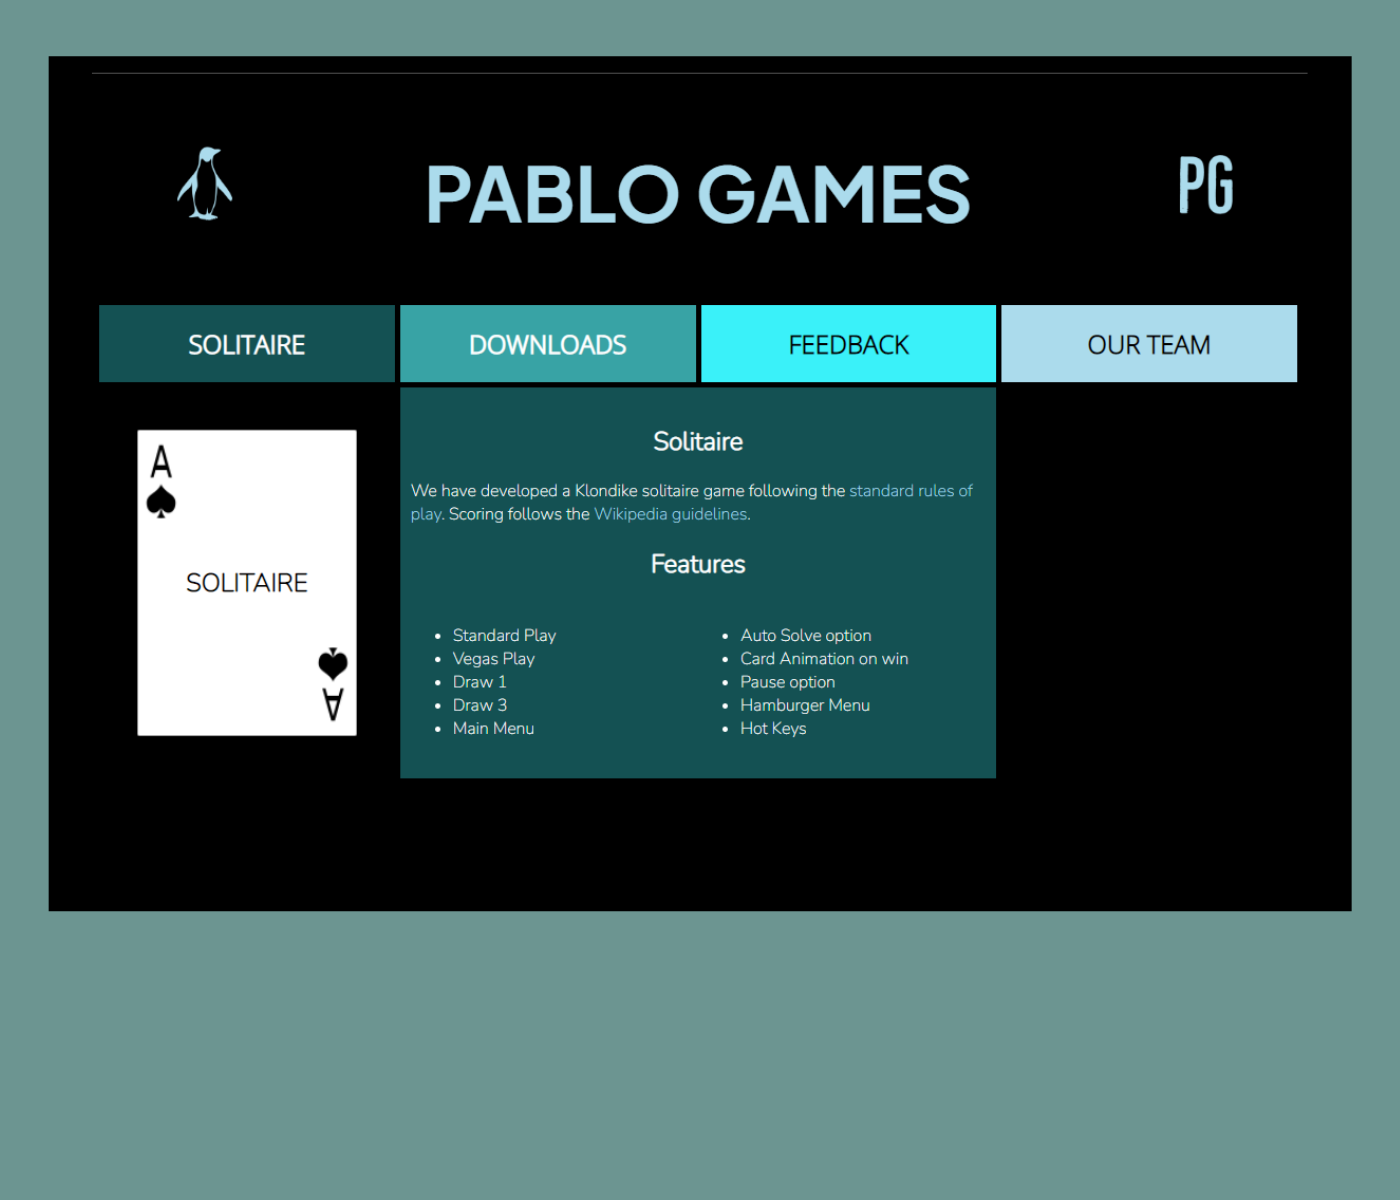 PABLO GAMES
PG
SOLITAIRE
DOWNLOADS
FEEDBACK
OUR TEAM
A
SOLITAIRE
A
Solitaire
We have developed a Klondike solitaire game following the standard rules of
play. Scoring follows the Wikipedia guidelines.
Features
• Standard Play
• Vegas Play
• Draw 1
• Draw 3
• Main Menu
• Auto Solve option
• Card Animation on win
• Pause option
• Hamburger Menu
• Hot Keys